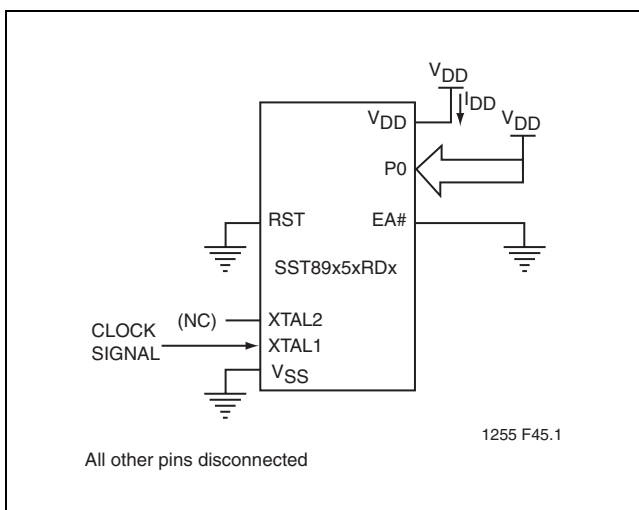 VDD
IDD
VDD
VDD
P0
RST
EA#
SST89x5xRDx
(NC)
XTAL2
CLOCK
SIGNAL
XTAL1
VSS
1255 F45.1
All other pins disconnected